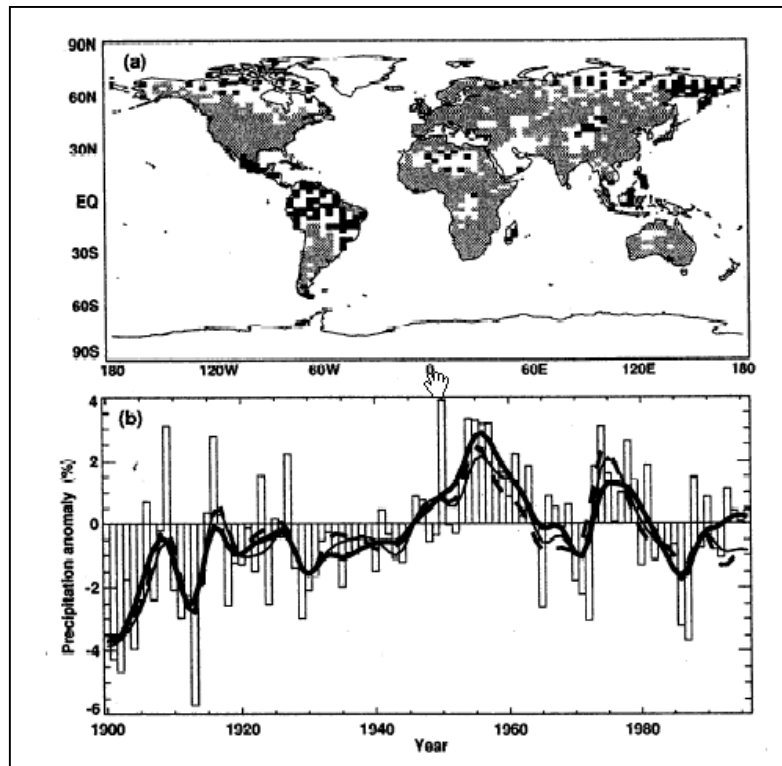 90N
(a)
60N
30N
EQ
30S
60S
90S
180 120W 60W 0 60E 120E 180
4
(b)
2
0
-2
-4
-6
Precipitation anomaly (%)
1900 1920 1940 1960 1980
Year